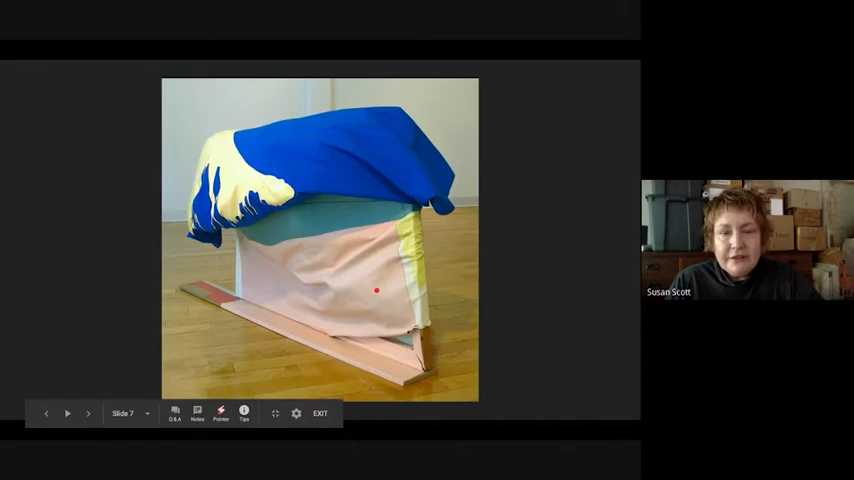 Susan Scott
Slide 7
Q & A
Notes
Pointer
Tips
EXIT